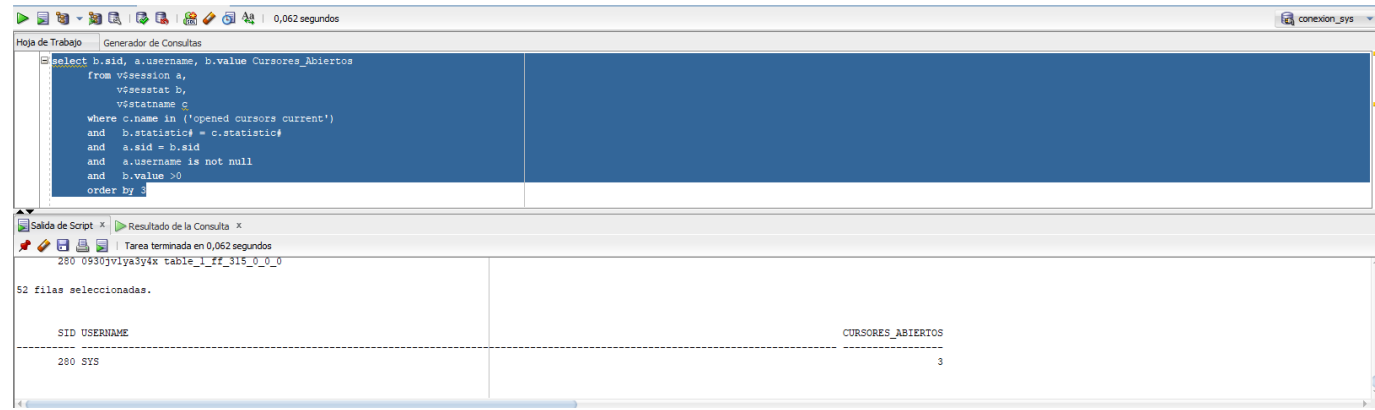 0,062 segundos
conexion_sys
Hoja de Trabajo Generador de Consultas
select b.sid, a.username, b.value Cursores_Abiertos
from v$session a,
v$sesstat b,
v$statname c
where c.name in ('opened cursors current')
and b.statistic# = c.statistic#
and a.sid = b.sid
and a.username is not null
and b.value >0
order by 3
Salida de Script x Resultado de la Consulta x
Tarea terminada en 0,062 segundos
280 0930jvlya3y4x table_1_ff_315_0_0_0
52 filas seleccionadas.
SID USERNAME CURSORES_ABIERTOS
---------- ------------------------------ -----------------
280 SYS 3